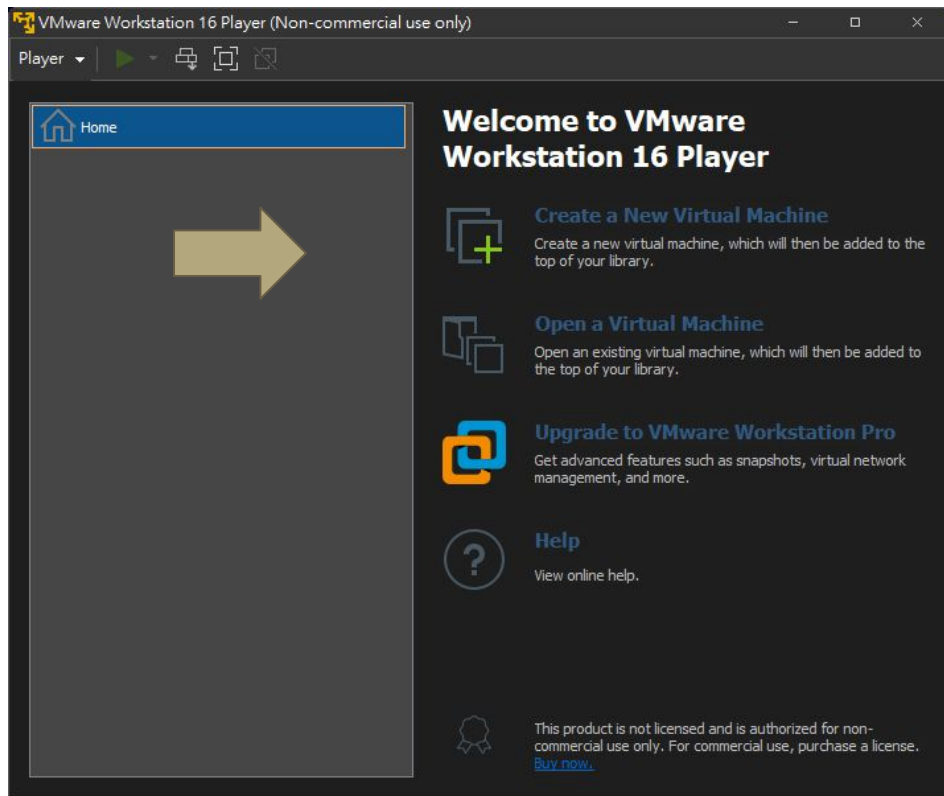 VMware Workstation 16 Player (Non-commercial use only)
Player
Home
Welcome to VMware
Workstation 16 Player
Create a New Virtual Machine
Create a new virtual machine, which will then be added to the
top of your library.
Open a Virtual Machine
Open an existing virtual machine, which will then be added to
the top of your library.
Upgrade to VMware Workstation Pro
Get advanced features such as snapshots, virtual network
management, and more.
?
Help
View online help.
This product is not licensed and is authorized for non-
commercial use only. For commercial use, purchase a license.
Buy now.